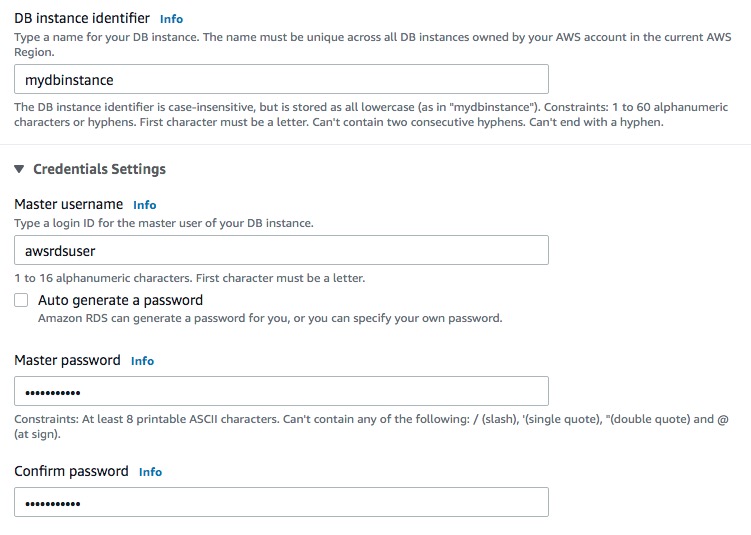 DB instance identifier Info
Type a name for your DB instance. The name must be unique across all DB instances owned by your AWS account in the current AWS
Region.
mydbinstance
The DB instance identifier is case-insensitive, but is stored as all lowercase (as in "mydbinstance"). Constraints: 1 to 60 alphanumeric
characters or hyphens. First character must be a letter. Can't contain two consecutive hyphens. Can't end with a hyphen.
Credentials Settings
Master username Info
Type a login ID for the master user of your DB instance.
awsrdsuser
1 to 16 alphanumeric characters. First character must be a letter.
Auto generate a password
Amazon RDS can generate a password for you, or you can specify your own password.
Master password Info
•••••••••••
Constraints: At least 8 printable ASCII characters. Can't contain any of the following: / (slash), '(single quote), "(double quote) and @
(at sign).
Confirm password Info
•••••••••••